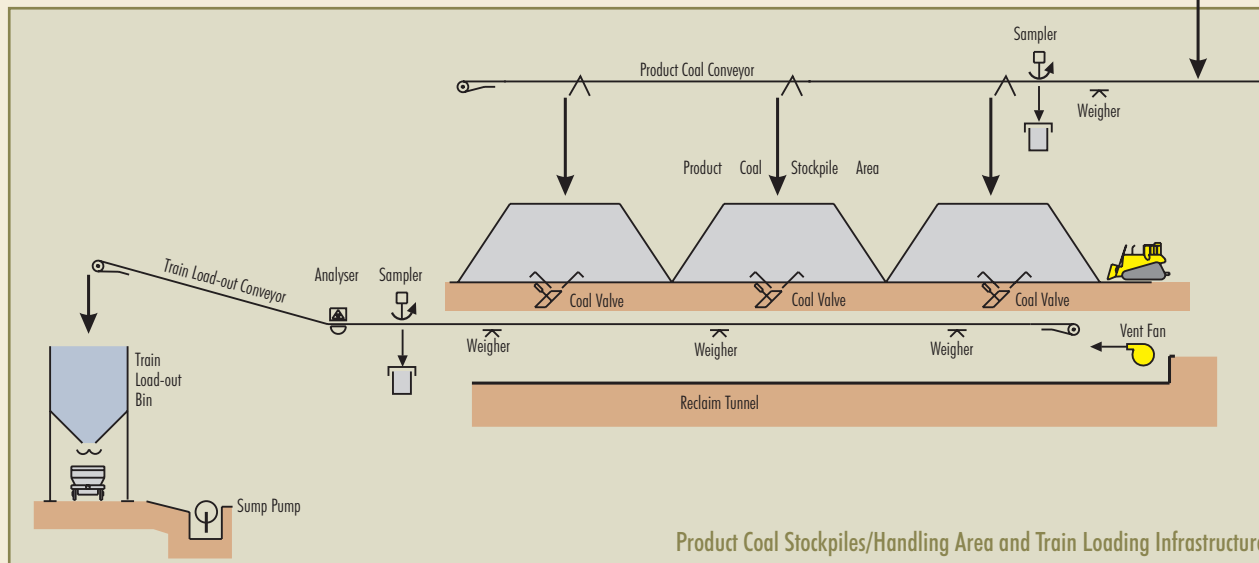 Sampler
Product Coal Conveyor
Weigher
Product Coal Stockpile Area
Train Load-out Conveyor
Analyser
Sampler
Coal Valve
Coal Valve
Coal Valve
Weigher
Weigher
Weigher
Vent Fan
Train
Load-out
Bin
Reclaim Tunnel
Sump Pump
Product Coal Stockpiles/Handling Area and Train Loading Infrastructure